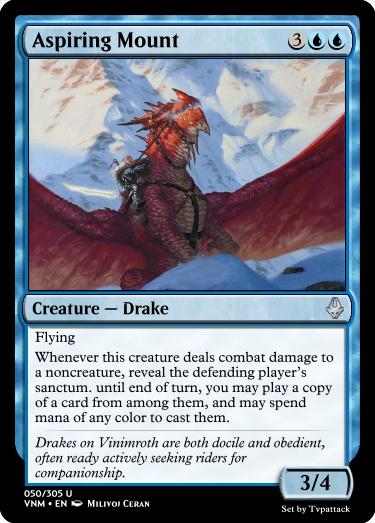 Aspiring Mount 3
Creature — Drake
Flying
Whenever this creature deals combat damage to
a noncreature, reveal the defending player's
sanctum. until end of turn, you may play a copy
of a card from among them, and may spend
mana of any color to cast them.
Drakes on Vinimroth are both docile and obedient,
often ready actively seeking riders for
companionship.
3/4
050/305 U
VNM • EN Milivoj Ceran
Set by Tvpattack